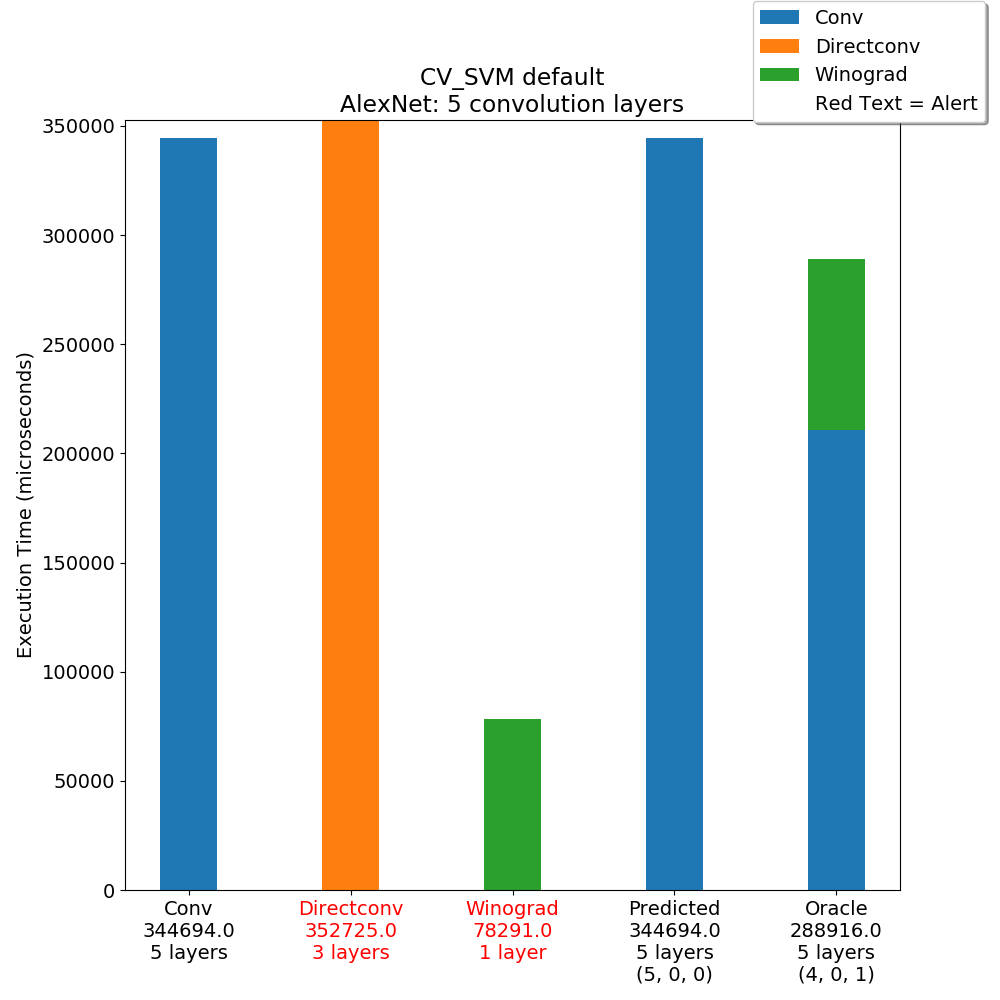 Conv
Directconv
Winograd
Red Text = Alert
CV_SVM default
AlexNet: 5 convolution layers
Execution Time (microseconds)
350000
300000
250000
200000
150000
100000
50000
0
Conv
344694.0
5 layers
Directconv
352725.0
3 layers
Winograd
78291.0
1 layer
Predicted
344694.0
5 layers
(5, 0, 0)
Oracle
288916.0
5 layers
(4, 0, 1)